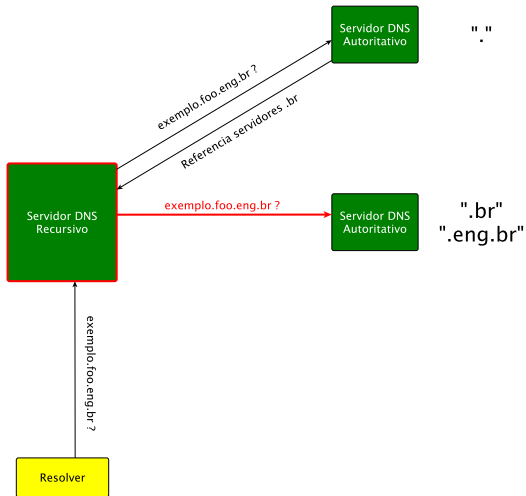 Servidor DNS
Autoritativo
"."
exemplo.foo.eng.br ?
Referencia servidores .br
Servidor DNS
Recursivo
exemplo.foo.eng.br ?
Servidor DNS
Autoritativo
".br"
".eng.br"
exemplo.foo.eng.br ?
Resolver